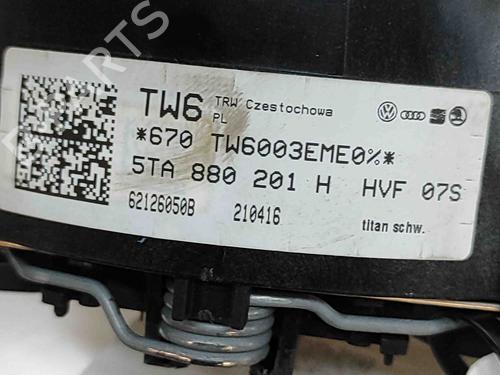 TW6 TRW Czestochowa
PL
*670 TW6003EME0%*
5TA 880 201 H HVF 07S
62126050B 210416 titan schw.